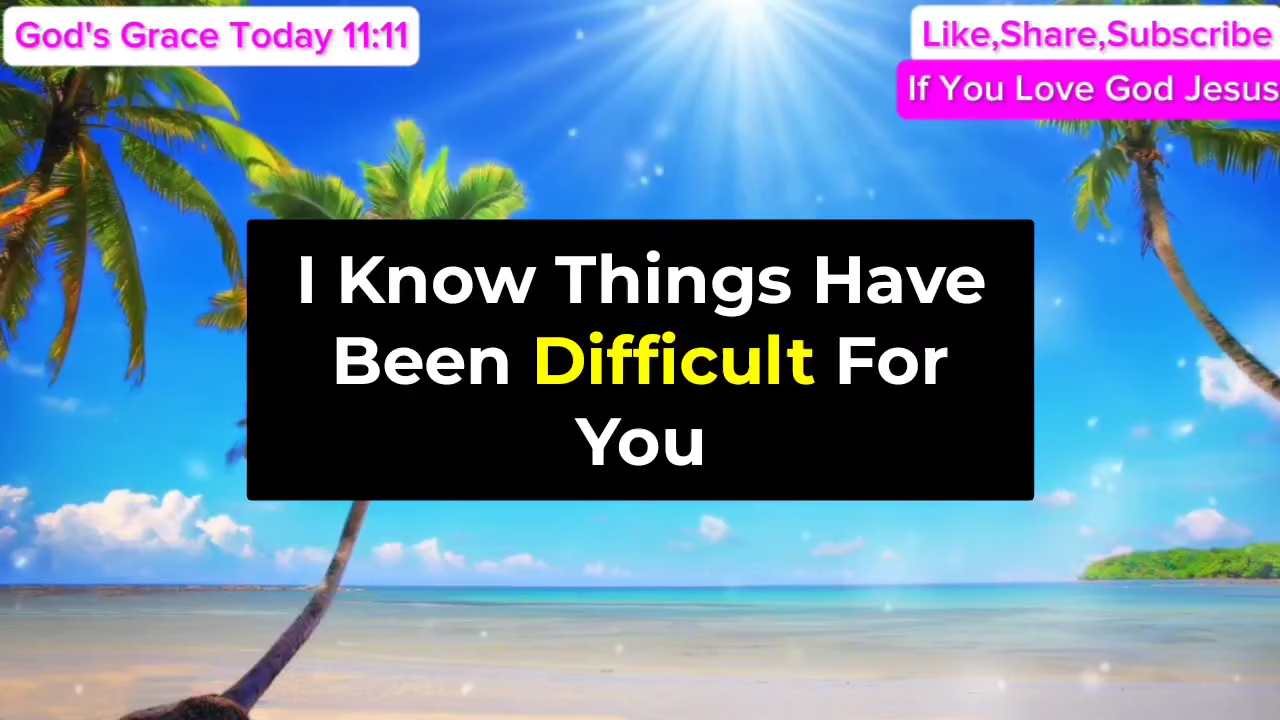 God's Grace Today 11:11
Like,Share,Subscribe
If You Love God Jesus
I Know Things Have
Been Difficult For
You